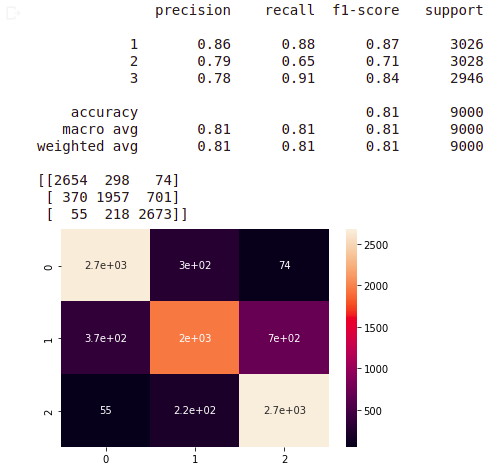 precision recall f1-score support
1 0.86 0.88 0.87 3026
2 0.79 0.65 0.71 3028
3 0.78 0.91 0.84 2946
accuracy 0.81 9000
macro avg 0.81 0.81 0.81 9000
weighted avg 0.81 0.81 0.81 9000
[[2654 298 74]
[ 370 1957 701]
[ 55 218 2673]]
0 2.7e+03 3e+02 74
1 3.7e+02 2e+03 7e+02
2 55 2.2e+02 2.7e+03
0 1 2
2500
2000
1500
1000
500